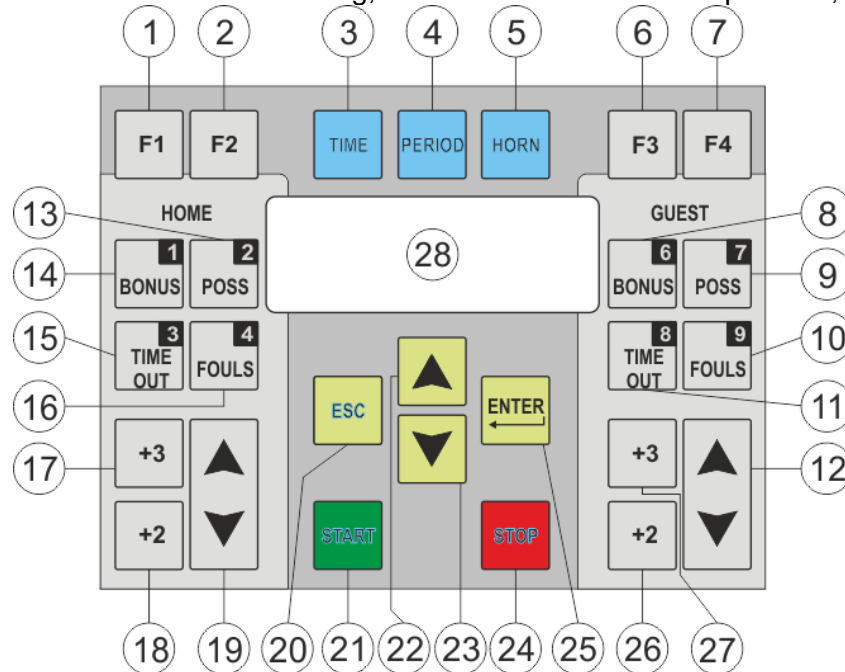 1 2 3 4 5 6 7
F1 F2 TIME PERIOD HORN F3 F4
HOME GUEST
13 8
1 BONUS 2 POSS 28 6 BONUS 7 POSS
14 9
3 TIME OUT 4 FOULS 8 TIME OUT 9 FOULS
15 10
ESC ENTER
16 11
+3 +3
17 12
+2 START STOP +2
18 19 20 21 22 23 24 25 26 27